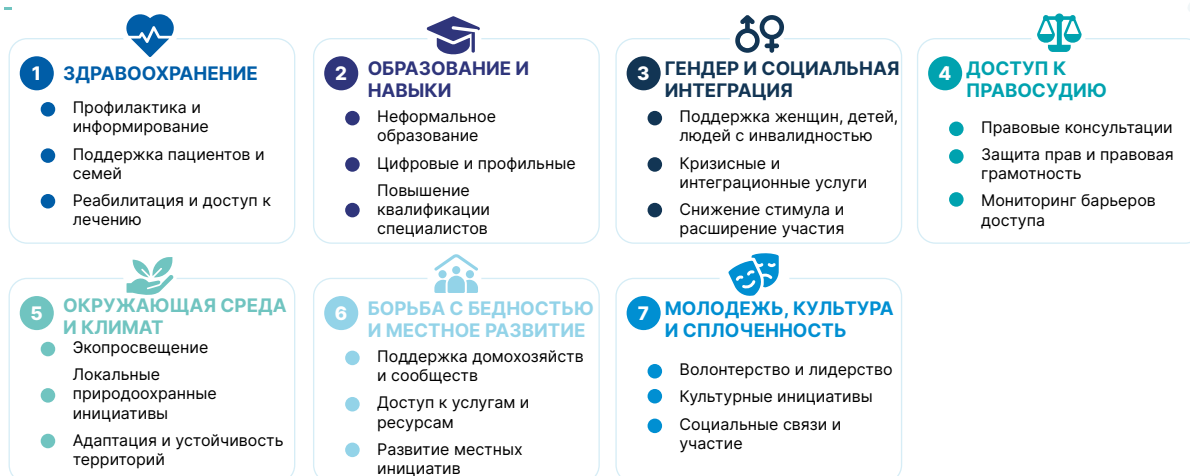 1 ЗДРАВООХРАНЕНИЕ
Профилактика и
информирование
Поддержка пациентов и
семей
Реабилитация и доступ к
лечению
2 ОБРАЗОВАНИЕ И
НАВЫКИ
Неформальное
образование
Цифровые и профильные
Повышение
квалификации
специалистов
3 ГЕНДЕР И СОЦИАЛЬНАЯ
ИНТЕГРАЦИЯ
Поддержка женщин, детей,
людей с инвалидностью
Кризисные и
интеграционные услуги
Снижение стимула и
расширение участия
4 ДОСТУП К
ПРАВОСУДИЮ
Правовые консультации
Защита прав и правовая
грамотность
Мониторинг барьеров
доступа
5 ОКРУЖАЮЩАЯ СРЕДА
И КЛИМАТ
Экопросвещение
Локальные
природоохранные
инициативы
Адаптация и устойчивость
территорий
6 БОРЬБА С БЕДНОСТЬЮ
И МЕСТНОЕ РАЗВИТИЕ
Поддержка домохозяйств
и сообществ
Доступ к услугам и
ресурсам
Развитие местных
инициатив
7 МОЛОДЕЖЬ, КУЛЬТУРА
И СПЛОЧЕННОСТЬ
Волонтерство и лидерство
Культурные инициативы
Социальные связи и
участие